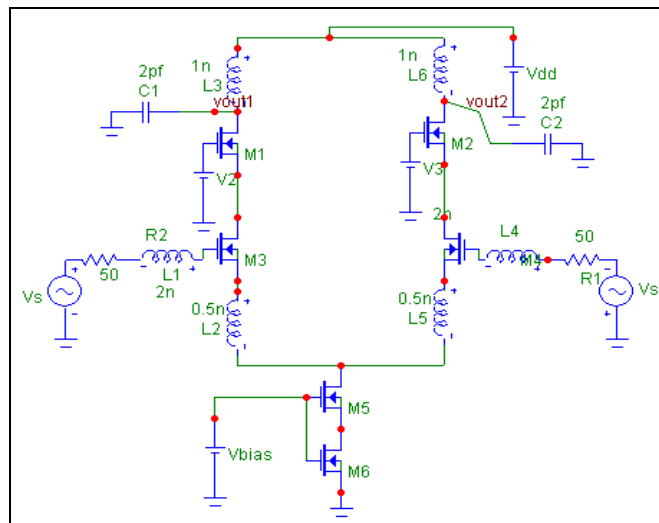 1n
L3
1n
L6
Vdd
2pf
C1
vout1
vout2
2pf
C2
M1
M2
V2
V3
2n
R2
L4
50
L1
2n
M3
M4
50
R1
Vs
Vs
0.5n
L2
0.5n
L5
M5
Vbias
M6